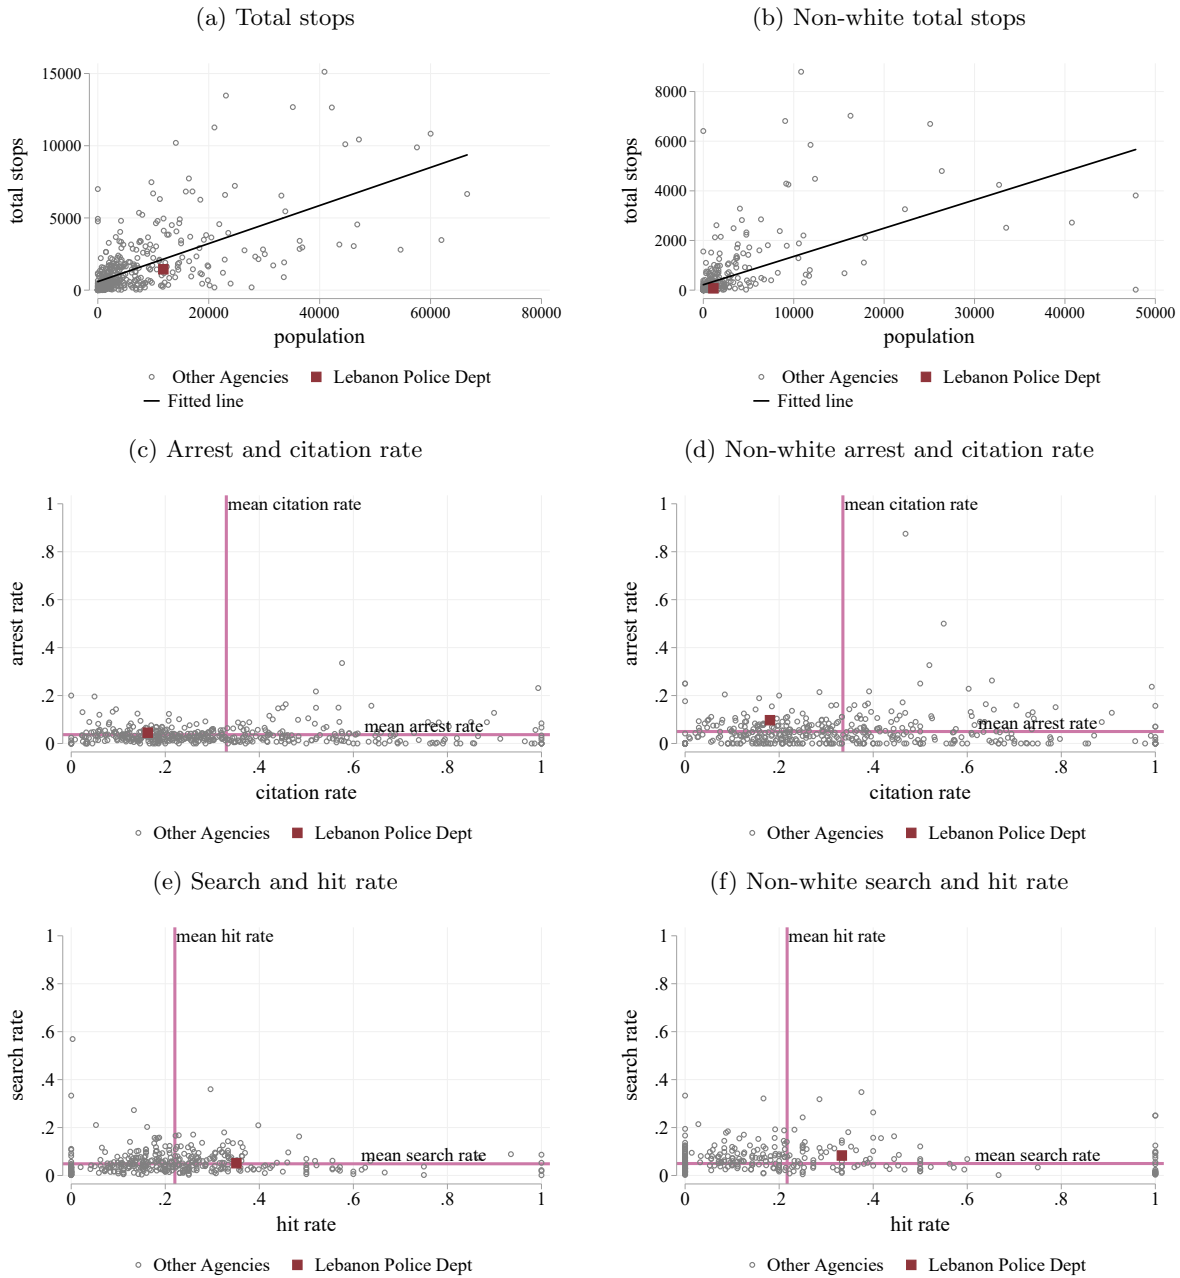 (a) Total stops
(b) Non-white total stops
total stops
15000
10000
5000
0
0
20000
40000
60000
80000
population
Other Agencies
Lebanon Police Dept
Fitted line
total stops
8000
6000
4000
2000
0
0
10000
20000
30000
40000
50000
population
Other Agencies
Lebanon Police Dept
Fitted line
(c) Arrest and citation rate
(d) Non-white arrest and citation rate
arrest rate
1
.8
.6
.4
.2
0
mean citation rate
mean arrest rate
0
.2
.4
.6
.8
1
citation rate
Other Agencies
Lebanon Police Dept
arrest rate
1
.8
.6
.4
.2
0
mean citation rate
mean arrest rate
0
.2
.4
.6
.8
1
citation rate
Other Agencies
Lebanon Police Dept
(e) Search and hit rate
(f) Non-white search and hit rate
search rate
1
.8
.6
.4
.2
0
mean hit rate
mean search rate
0
.2
.4
.6
.8
1
hit rate
Other Agencies
Lebanon Police Dept
search rate
1
.8
.6
.4
.2
0
mean hit rate
mean search rate
0
.2
.4
.6
.8
1
hit rate
Other Agencies
Lebanon Police Dept